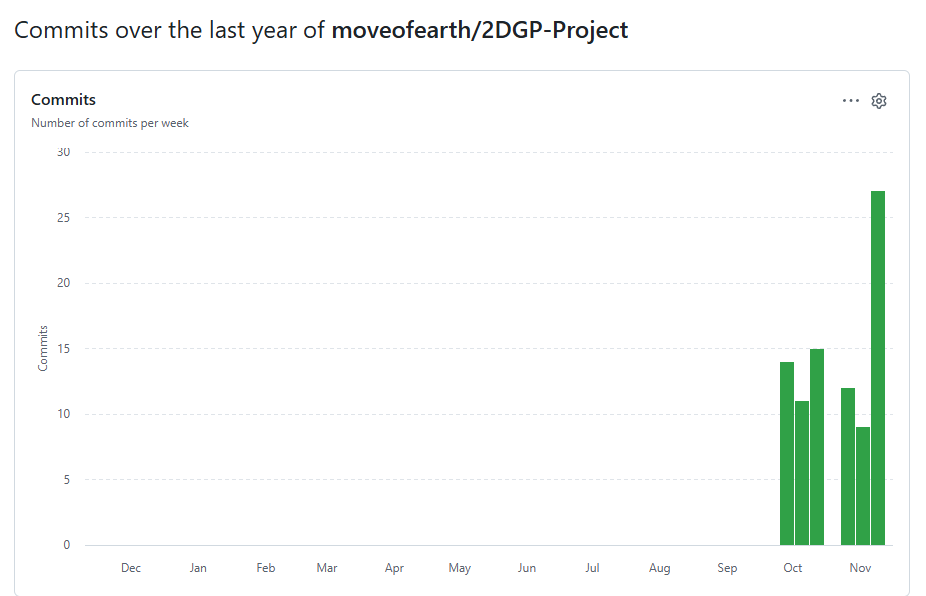 Commits over the last year of moveofearth/2DGP-Project
Commits
Number of commits per week
30
25
20
15
10
5
0
Commits
Dec Jan Feb Mar Apr May Jun Jul Aug Sep Oct Nov